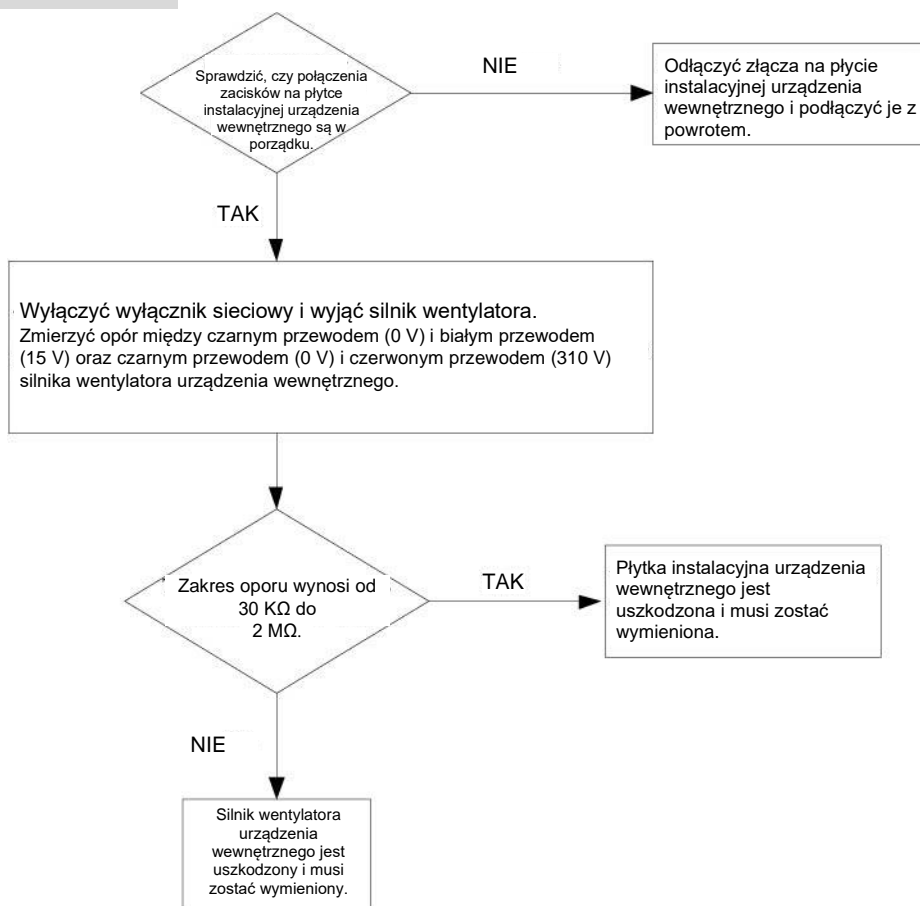 Sprawdzić, czy połączenia
zacisków na płytce
instalacyjnej urządzenia
wewnętrznego są w
porządku.
NIE
Odłączyć złącza na płycie
instalacyjnej urządzenia
wewnętrznego i podłączyć je z
powrotem.
TAK
Wyłączyć wyłącznik sieciowy i wyjąć silnik wentylatora.
Zmierzyć opór między czarnym przewodem (0 V) i białym przewodem
(15 V) oraz czarnym przewodem (0 V) i czerwonym przewodem (310 V)
silnika wentylatora urządzenia wewnętrznego.
Zakres oporu wynosi od
30 KΩ do
2 MΩ.
TAK
Płytka instalacyjna urządzenia
wewnętrznego jest
uszkodzona i musi zostać
wymieniona.
NIE
Silnik wentylatora
urządzenia
wewnętrznego jest
uszkodzony i musi
zostać wymieniony.